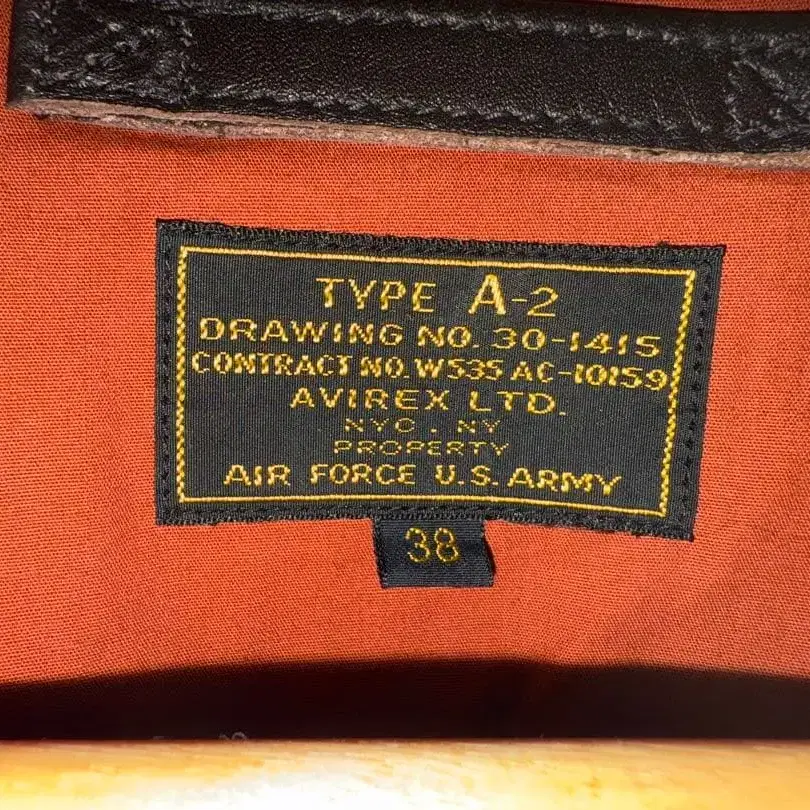 TYPE A-2
DRAWING NO. 30-1415
CONTRACT NO. W535 AC-10159
AVIREX LTD.
NYC. NY
PROPERTY
AIR FORCE U.S. ARMY
38